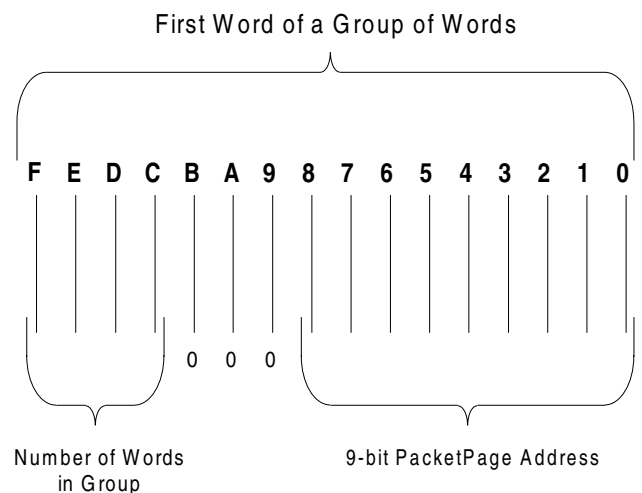 First Word of a Group of Words
F E D C B A 9 8 7 6 5 4 3 2 1 0
0 0 0
Number of Words
in Group
9-bit PacketPage Address